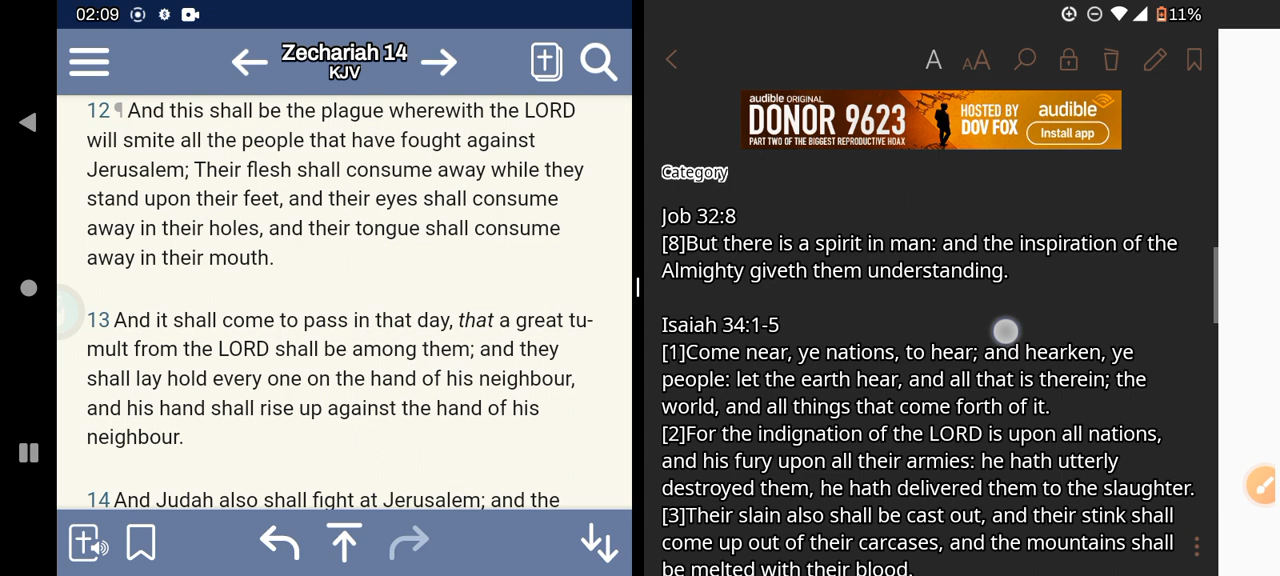 02:09
11%
Zechariah 14
KJV
12 ¶ And this shall be the plague wherewith the LORD
will smite all the people that have fought against
Jerusalem; Their flesh shall consume away while they
stand upon their feet, and their eyes shall consume
away in their holes, and their tongue shall consume
away in their mouth.
13 And it shall come to pass in that day, that a great tu-
mult from the LORD shall be among them; and they
shall lay hold every one on the hand of his neighbour,
and his hand shall rise up against the hand of his
neighbour.
14 And Judah also shall fight at Jerusalem; and the
A AA
audible ORIGINAL
DONOR 9623
PART TWO OF THE BIGGEST REPRODUCTIVE HOAX
HOSTED BY
DOV FOX
audible
Install app
Category
Job 32:8
[8]But there is a spirit in man: and the inspiration of the
Almighty giveth them understanding.
Isaiah 34:1-5
[1]Come near, ye nations, to hear; and hearken, ye
people: let the earth hear, and all that is therein; the
world, and all things that come forth of it.
[2]For the indignation of the LORD is upon all nations,
and his fury upon all their armies: he hath utterly
destroyed them, he hath delivered them to the slaughter.
[3]Their slain also shall be cast out, and their stink shall
come up out of their carcases, and the mountains shall
be melted with their blood.